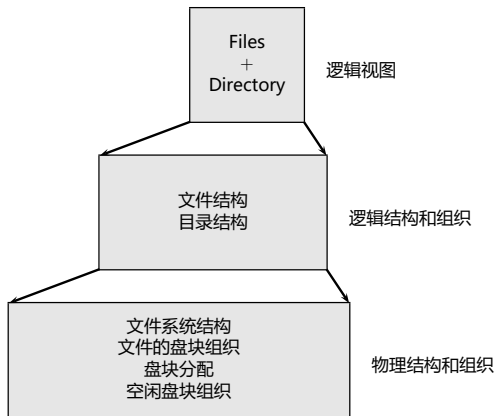 Files
+
Directory
逻辑视图
文件结构
目录结构
逻辑结构和组织
文件系统结构
文件的盘块组织
盘块分配
空闲盘块组织
物理结构和组织